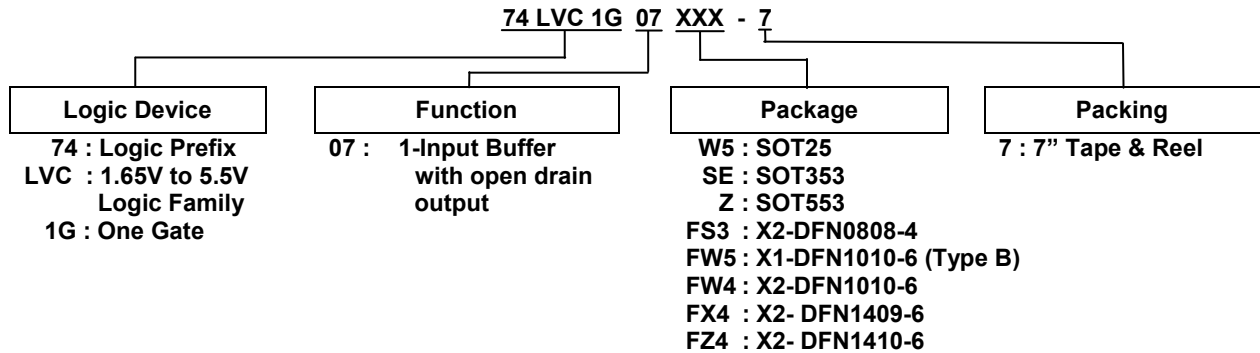 74 LVC 1G 07 XXX - 7
Logic Device
74 : Logic Prefix
LVC : 1.65V to 5.5V
Logic Family
1G : One Gate
Function
07 : 1-Input Buffer
with open drain
output
Package
W5 : SOT25
SE : SOT353
Z : SOT553
FS3 : X2-DFN0808-4
FW5 : X1-DFN1010-6 (Type B)
FW4 : X2-DFN1010-6
FX4 : X2- DFN1409-6
FZ4 : X2- DFN1410-6
Packing
7 : 7” Tape & Reel